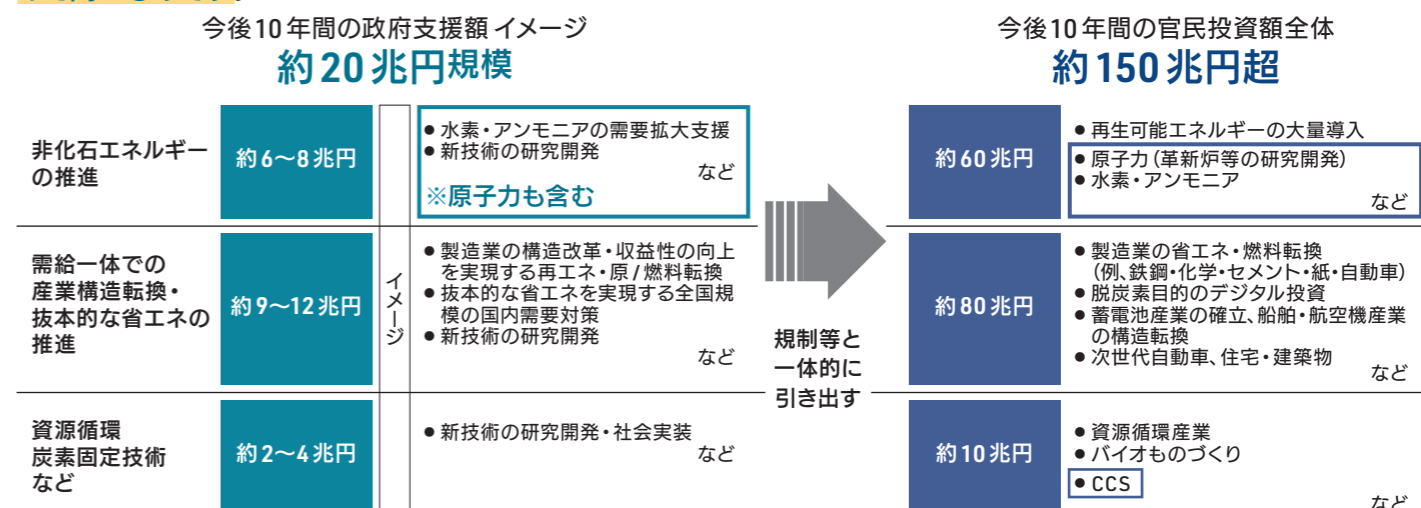 今後10年間の政府支援額 イメージ
約20兆円規模
今後10年間の官民投資額全体
約150兆円超
非化石エネルギー
の推進
約6〜8兆円
イメージ
● 水素・アンモニアの需要拡大支援
● 新技術の研究開発
など
※原子力も含む
約60兆円
● 再生可能エネルギーの大量導入
● 原子力(革新炉等の研究開発)
● 水素・アンモニア
など
需給一体での
産業構造転換・
抜本的な省エネの
推進
約9〜12兆円
● 製造業の構造改革・収益性の向上
を実現する再エネ・原/燃料転換
● 抜本的な省エネを実現する全国規
模の国内需要対策
● 新技術の研究開発
など
規制等と
一体的に
引き出す
約80兆円
● 製造業の省エネ・燃料転換
(例、鉄鋼・化学・セメント・紙・自動車)
● 脱炭素目的のデジタル投資
● 蓄電池産業の確立、船舶・航空機産業
の構造転換
● 次世代自動車、住宅・建築物
など
資源循環
炭素固定技術
など
約2〜4兆円
● 新技術の研究開発・社会実装
など
約10兆円
● 資源循環産業
● バイオものづくり
● CCS
など